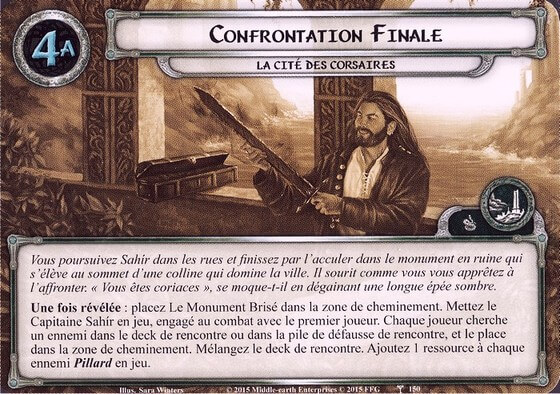 4A
CONFRONTATION FINALE
LA CITÉ DES CORSAIRES
Vous poursuivez Sahír dans les rues et finissez par l'acculer dans le monument en ruine qui
s'élève au sommet d'une colline qui domine la ville. Il sourit comme vous vous apprêtez à
l'affronter. « Vous êtes coriaces », se moque-t-il en dégainant une longue épée sombre.
Une fois révélée : placez Le Monument Brisé dans la zone de cheminement. Mettez le
Capitaine Sahír en jeu, engagé au combat avec le premier joueur. Chaque joueur cherche
un ennemi dans le deck de rencontre ou dans la pile de défausse de rencontre, et le place
dans la zone de cheminement. Mélangez le deck de rencontre. Ajoutez 1 ressource à chaque
ennemi Pillard en jeu.
Illus. Sara Winters © 2015 Middle-earth Enterprises © 2015 FFG 150